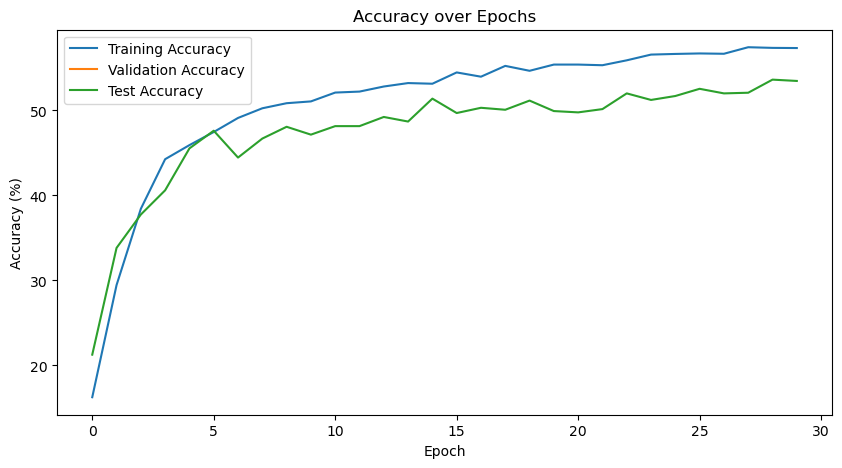 Accuracy over Epochs
Training Accuracy
Validation Accuracy
Test Accuracy
Accuracy (%)
50
40
30
20
0 5 10 15 20 25 30
Epoch